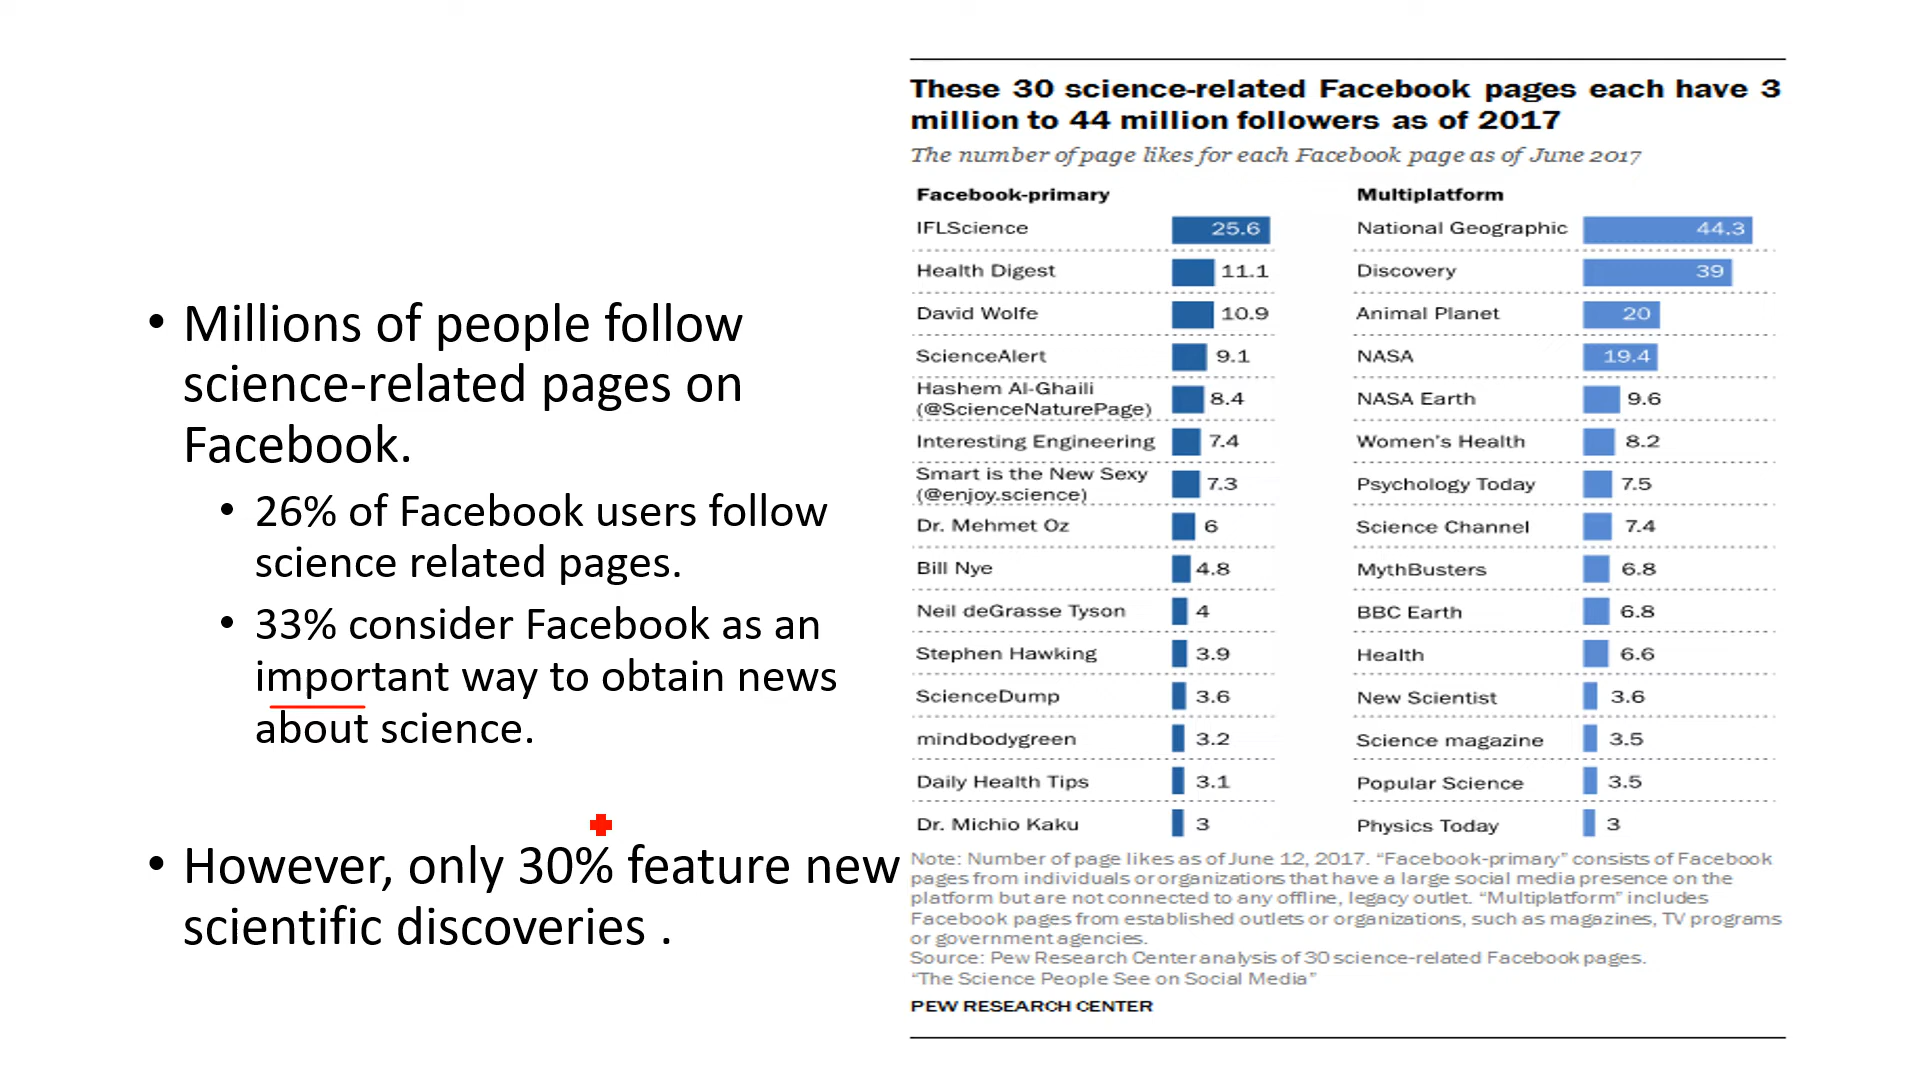 • Millions of people follow
science-related pages on
Facebook.
• 26% of Facebook users follow
science related pages.
• 33% consider Facebook as an
important way to obtain news
about science.
• However, only 30% feature new
scientific discoveries .
These 30 science-related Facebook pages each have 3
million to 44 million followers as of 2017
The number of page likes for each Facebook page as of June 2017
Facebook-primary
IFLScience 25.6
Health Digest 11.1
David Wolfe 10.9
ScienceAlert 9.1
Hashem Al-Ghaili
(@ScienceNaturePage) 8.4
Interesting Engineering 7.4
Smart is the New Sexy
(@enjoy.science) 7.3
Dr. Mehmet Oz 6
Bill Nye 4.8
Neil deGrasse Tyson 4
Stephen Hawking 3.9
ScienceDump 3.6
mindbodygreen 3.2
Daily Health Tips 3.1
Dr. Michio Kaku 3
Multiplatform
National Geographic 44.3
Discovery 39
Animal Planet 20
NASA 19.4
NASA Earth 9.6
Women's Health 8.2
Psychology Today 7.5
Science Channel 7.4
MythBusters 6.8
BBC Earth 6.8
Health 6.6
New Scientist 3.6
Science magazine 3.5
Popular Science 3.5
Physics Today 3
Note: Number of page likes as of June 12, 2017. “Facebook-primary” consists of Facebook
pages from individuals or organizations that have a large social media presence on the
platform but are not connected to any offline, legacy outlet. “Multiplatform” includes
Facebook pages from established outlets or organizations, such as magazines, TV programs
or government agencies.
Source: Pew Research Center analysis of 30 science-related Facebook pages.
“The Science People See on Social Media”
PEW RESEARCH CENTER